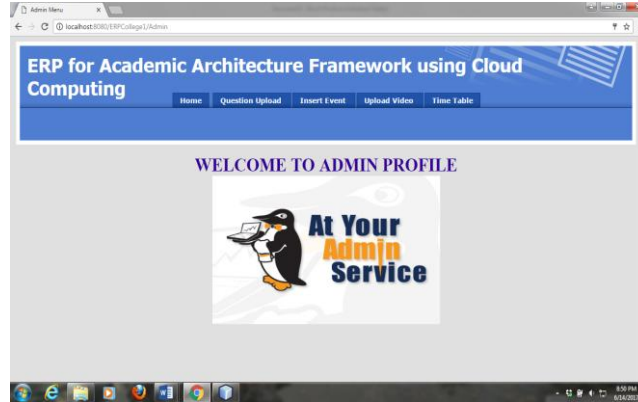 Admin Menu
localhost:8080/ERPCollege1/Admin
ERP for Academic Architecture Framework using Cloud
Computing
Home Question Upload Insert Event Upload Video Time Table
WELCOME TO ADMIN PROFILE
At Your
Admin
Service
8:50 PM